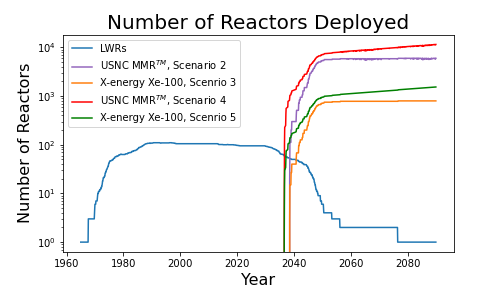 Number of Reactors Deployed
LWRs
USNC MMR™, Scenario 2
X-energy Xe-100, Scenrio 3
USNC MMR™, Scenario 4
X-energy Xe-100, Scenrio 5
Number of Reactors
10⁴
10³
10²
10¹
10⁰
1960 1980 2000 2020 2040 2060 2080
Year